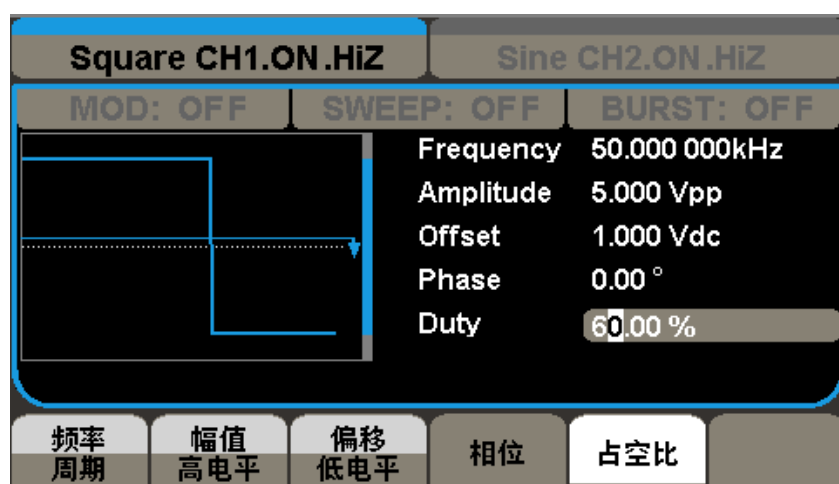 Square CH1.ON.HiZ
Sine CH2.ON.HiZ
MOD: OFF
SWEEP: OFF
BURST: OFF
Frequency 50.000 000kHz
Amplitude 5.000 Vpp
Offset 1.000 Vdc
Phase 0.00 °
Duty 60.00 %
频率 幅值 偏移 相位 占空比
周期 高电平 低电平